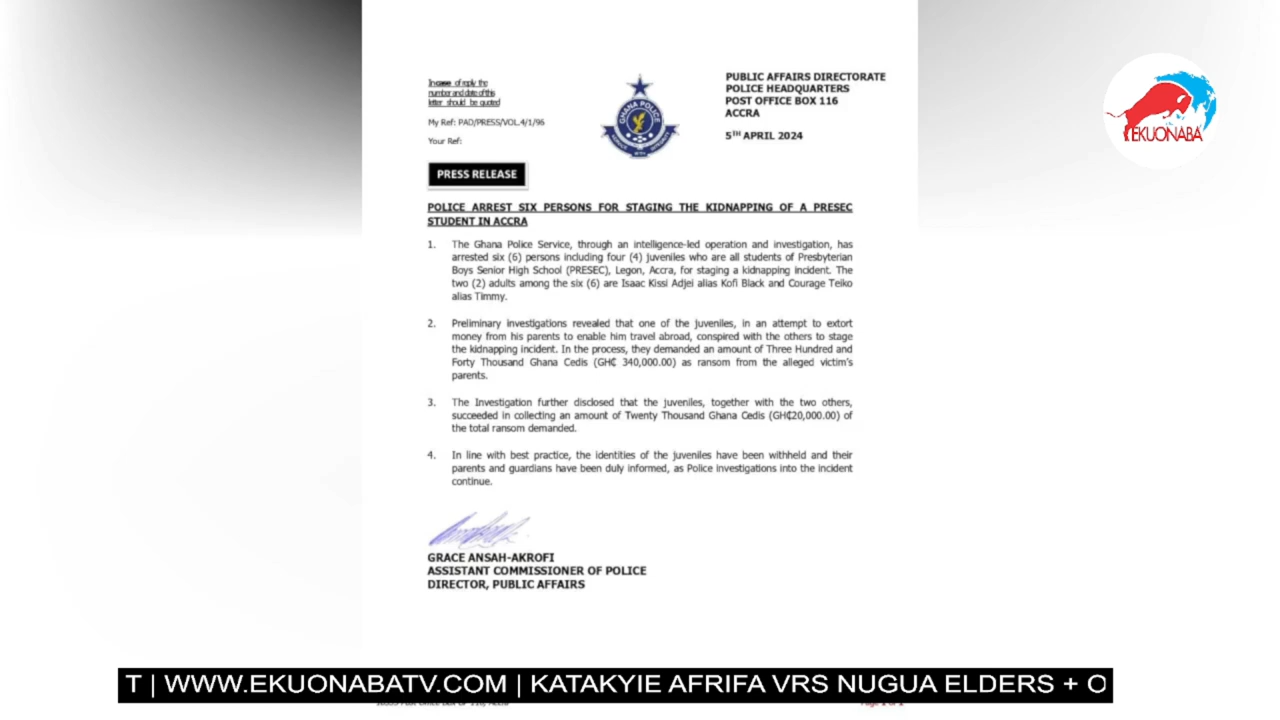 In case of reply the
number and date of this
letter should be quoted
My Ref: PAD/PRESS/VOL.4/1/96
Your Ref:
GHANA POLICE
SERVICE WITH INTEGRITY
PUBLIC AFFAIRS DIRECTORATE
POLICE HEADQUARTERS
POST OFFICE BOX 116
ACCRA
5TH APRIL 2024
EKUONABA
PRESS RELEASE
POLICE ARREST SIX PERSONS FOR STAGING THE KIDNAPPING OF A PRESEC
STUDENT IN ACCRA
1. The Ghana Police Service, through an intelligence-led operation and investigation, has
arrested six (6) persons including four (4) juveniles who are all students of Presbyterian
Boys Senior High School (PRESEC), Legon, Accra, for staging a kidnapping incident. The
two (2) adults among the six (6) are Isaac Kissi Adjei alias Kofi Black and Courage Teiko
alias Timmy.
2. Preliminary investigations revealed that one of the juveniles, in an attempt to extort
money from his parents to enable him travel abroad, conspired with the others to stage
the kidnapping incident. In the process, they demanded an amount of Three Hundred and
Forty Thousand Ghana Cedis (GH₵ 340,000.00) as ransom from the alleged victim's
parents.
3. The Investigation further disclosed that the juveniles, together with the two others,
succeeded in collecting an amount of Twenty Thousand Ghana Cedis (GH₵20,000.00) of
the total ransom demanded.
4. In line with best practice, the identities of the juveniles have been withheld and their
parents and guardians have been duly informed, as Police investigations into the incident
continue.
GRACE ANSAH-AKROFI
ASSISTANT COMMISSIONER OF POLICE
DIRECTOR, PUBLIC AFFAIRS
T | WWW.EKUONABATV.COM | KATAKYIE AFRIFA VRS NUGUA ELDERS + O